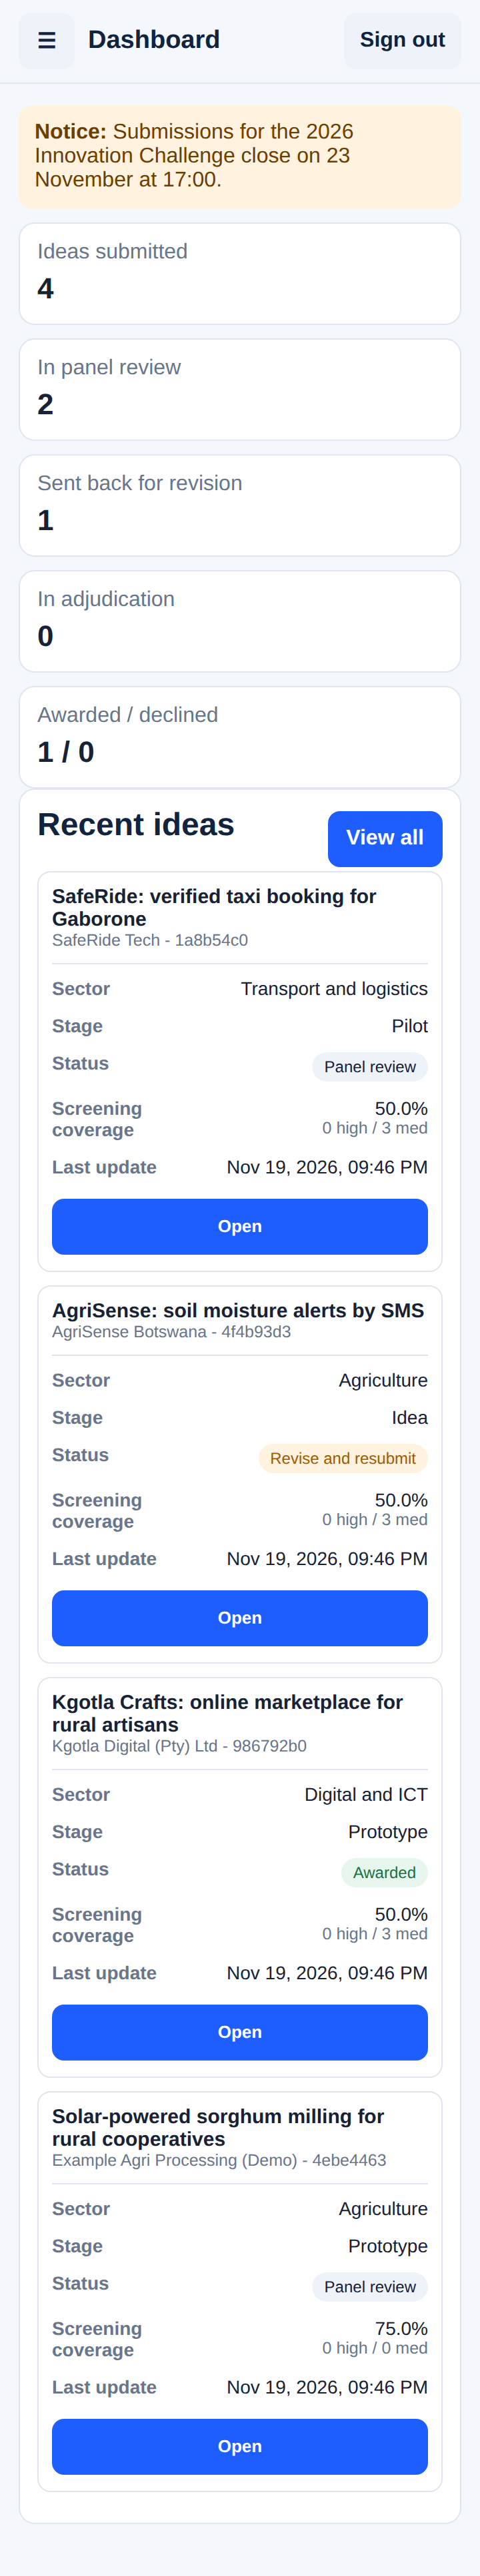 ☰ Dashboard Sign out
Notice: Submissions for the 2026
Innovation Challenge close on 23
November at 17:00.
Ideas submitted
4
In panel review
2
Sent back for revision
1
In adjudication
0
Awarded / declined
1 / 0
Recent ideas View all
SafeRide: verified taxi booking for
Gaborone
SafeRide Tech - 1a8b54c0
Sector Transport and logistics
Stage Pilot
Status Panel review
Screening 50.0%
coverage 0 high / 3 med
Last update Nov 19, 2026, 09:46 PM
Open
AgriSense: soil moisture alerts by SMS
AgriSense Botswana - 4f4b93d3
Sector Agriculture
Stage Idea
Status Revise and resubmit
Screening 50.0%
coverage 0 high / 3 med
Last update Nov 19, 2026, 09:46 PM
Open
Kgotla Crafts: online marketplace for
rural artisans
Kgotla Digital (Pty) Ltd - 986792b0
Sector Digital and ICT
Stage Prototype
Status Awarded
Screening 50.0%
coverage 0 high / 3 med
Last update Nov 19, 2026, 09:46 PM
Open
Solar-powered sorghum milling for
rural cooperatives
Example Agri Processing (Demo) - 4ebe4463
Sector Agriculture
Stage Prototype
Status Panel review
Screening 75.0%
coverage 0 high / 0 med
Last update Nov 19, 2026, 09:46 PM
Open